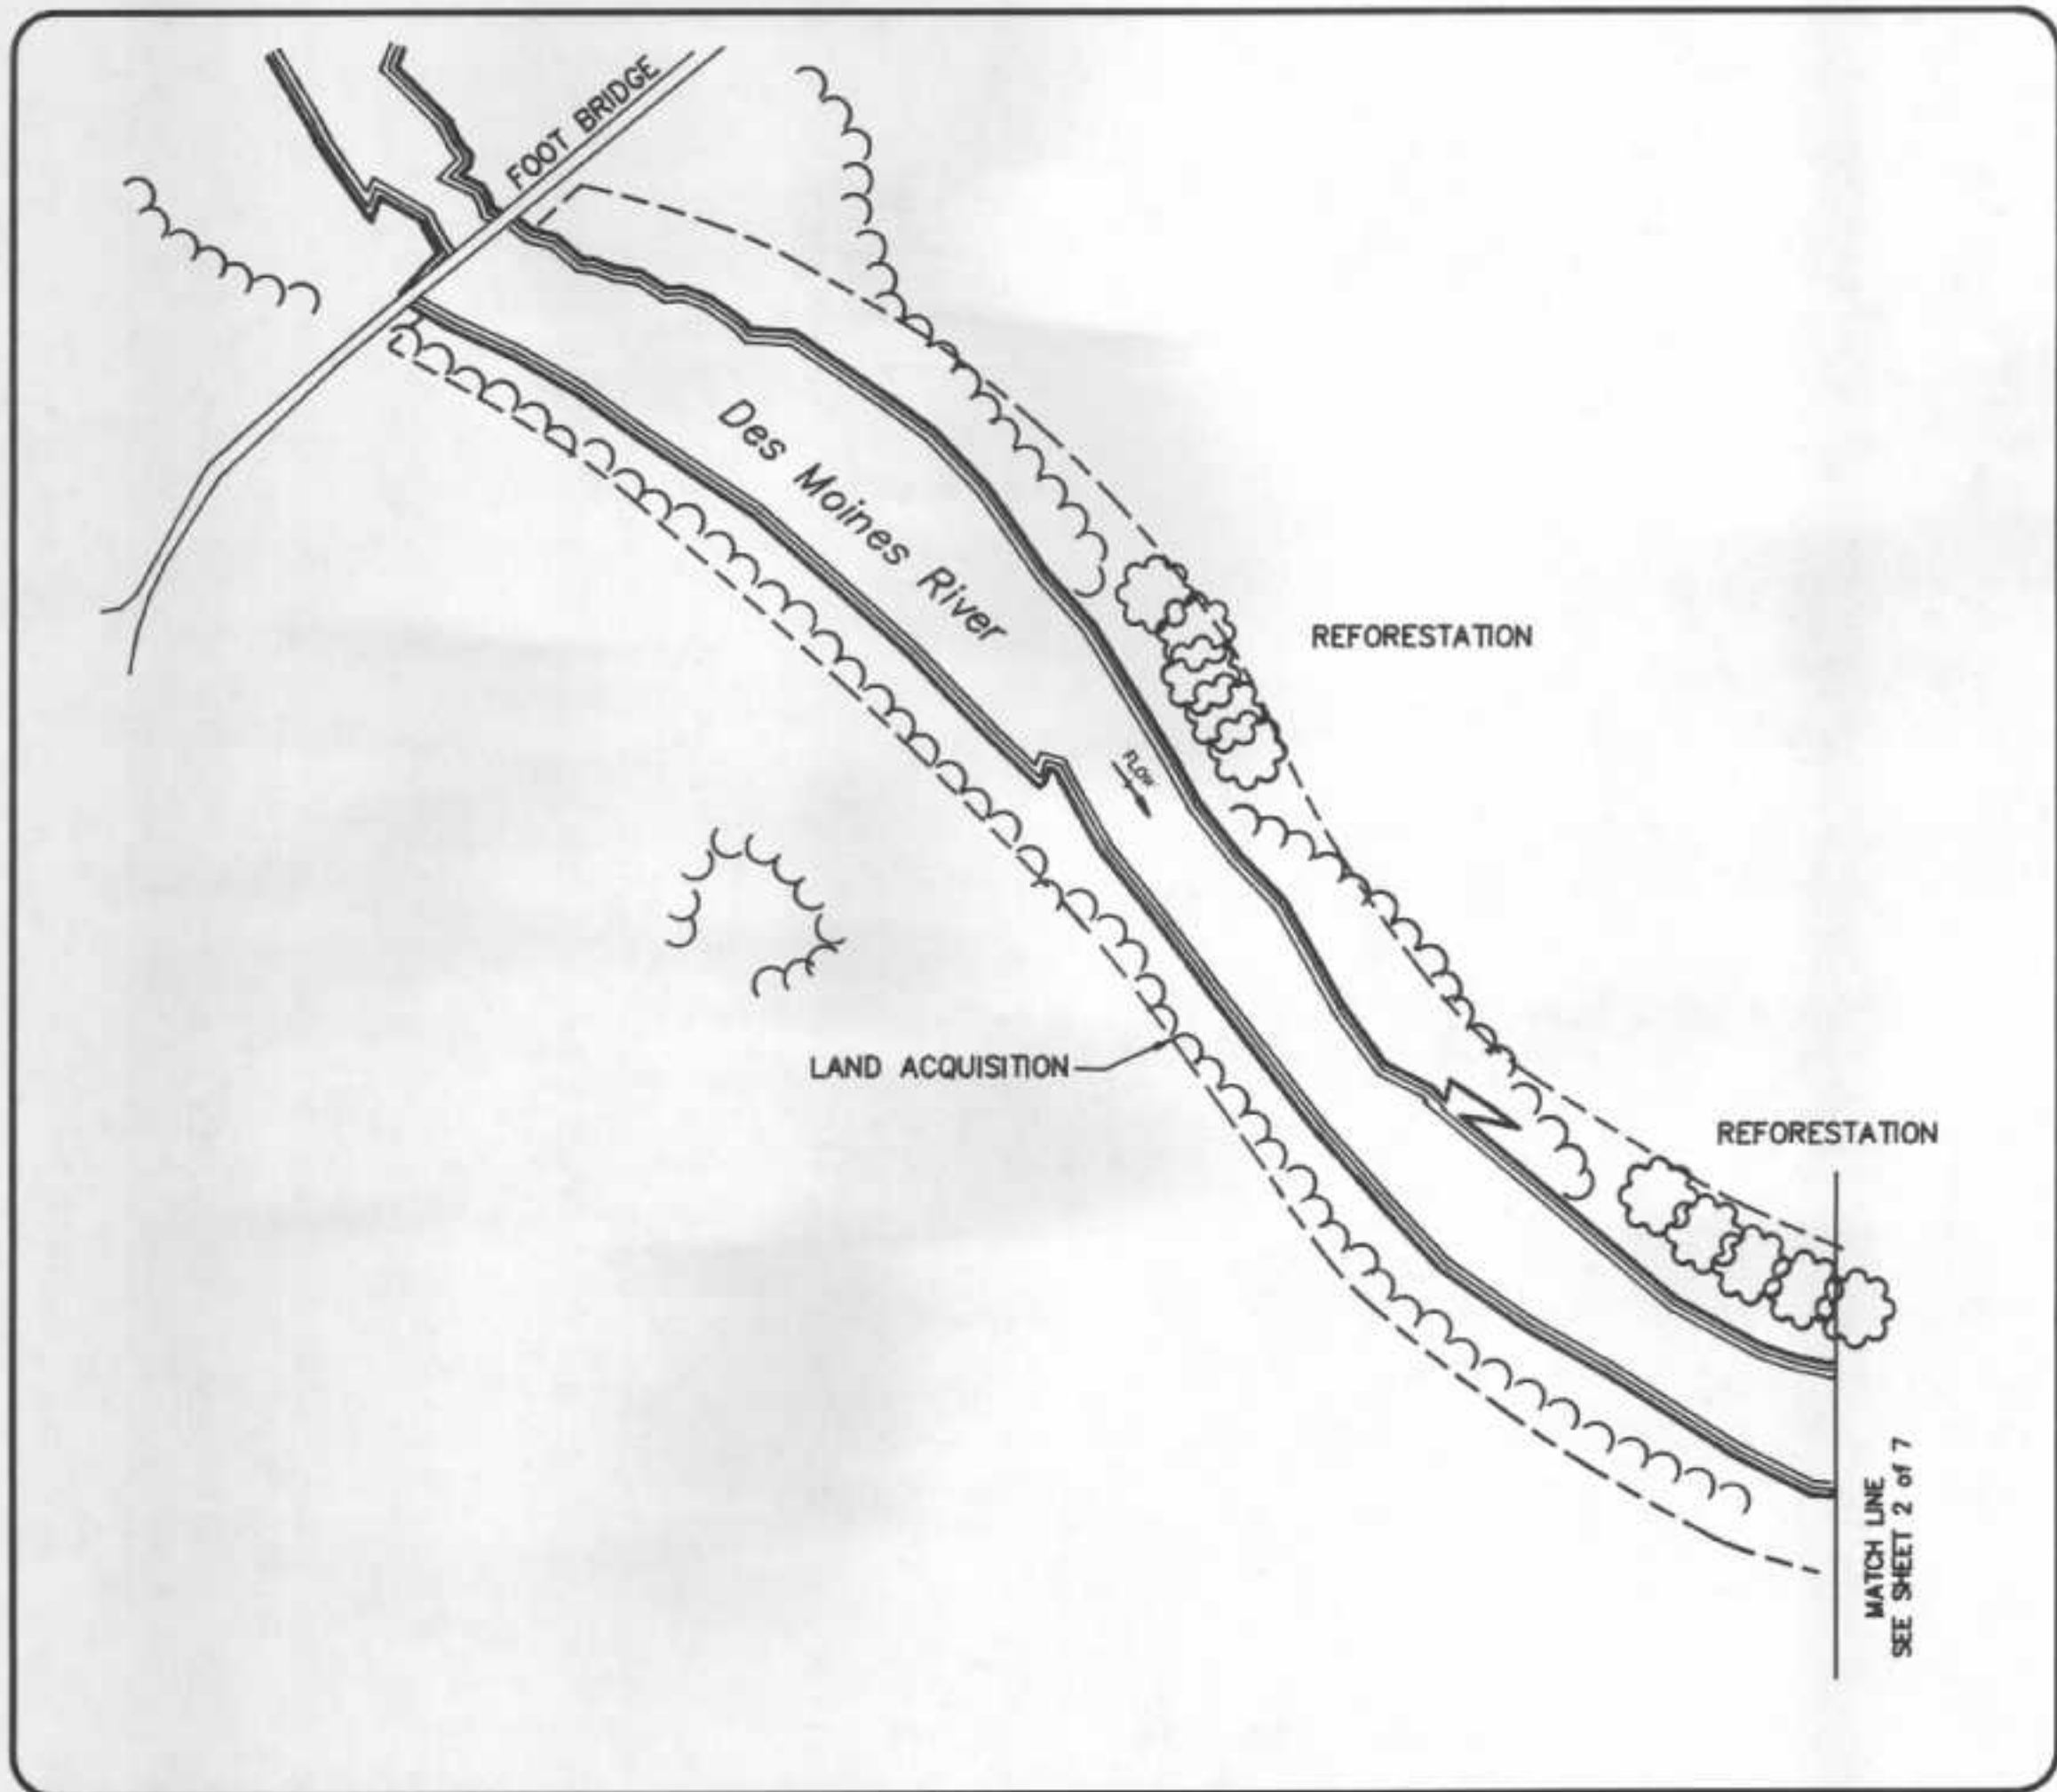 FOOT BRIDGE
Des Moines River
REFORESTATION
FLOW
LAND ACQUISITION
REFORESTATION
MATCH LINE
SEE SHEET 2 of 7